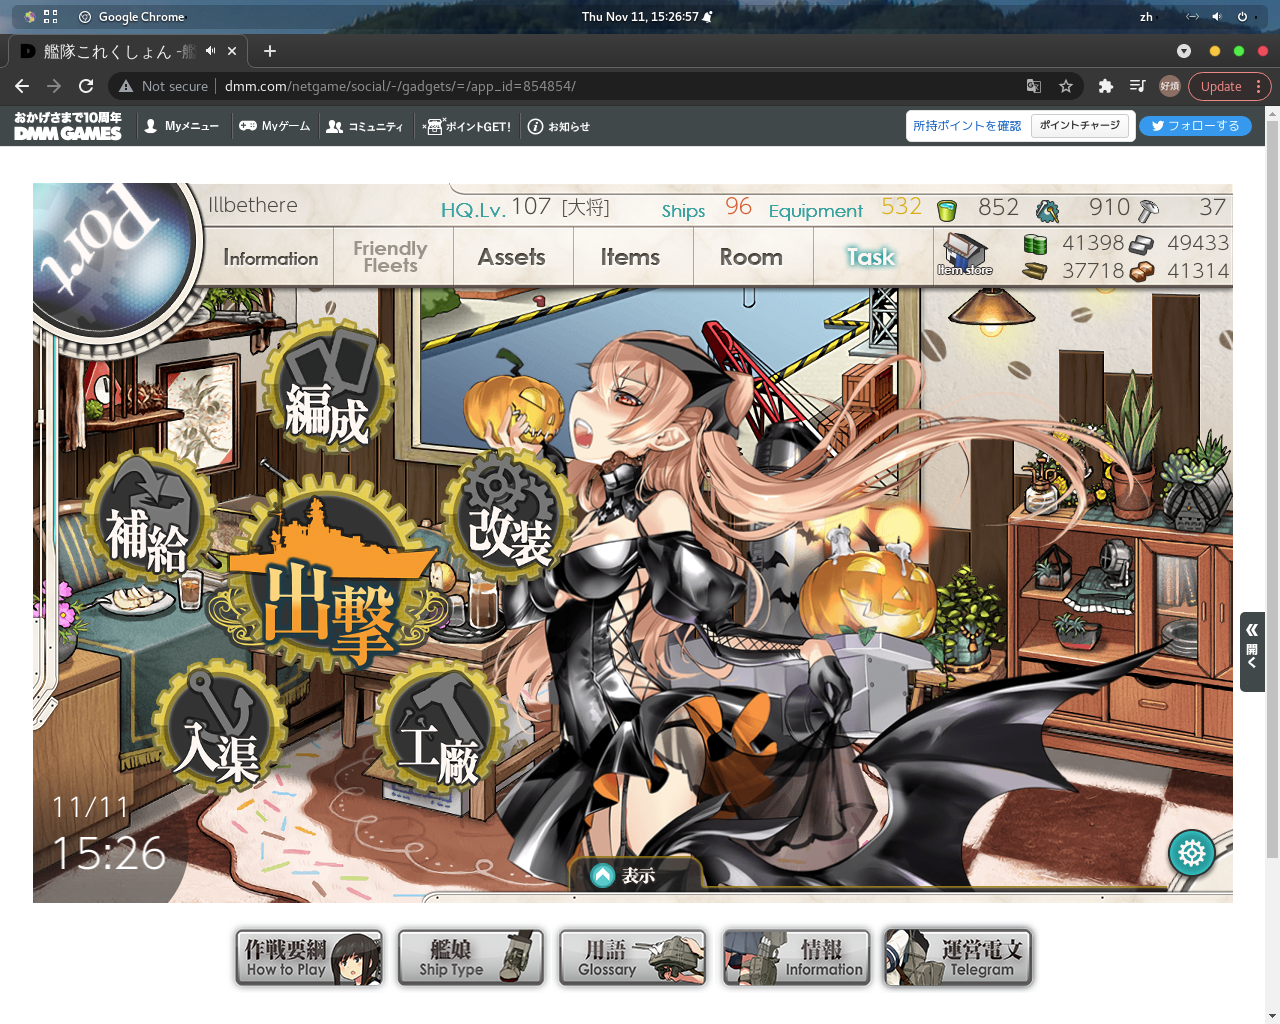 Google Chrome
Thu Nov 11, 15:26:57
zh
艦隊これくしょん -艦
Not secure
dmm.com/netgame/social/-/gadgets/=/app_id=854854/
Update
おかげさまで10周年
DMM GAMES
Myメニュー
Myゲーム
コミュニティ
ポイントGET!
お知らせ
所持ポイントを確認
ポイントチャージ
フォローする
Port
Illbethere
HQ.Lv. 107 [大将]
Ships 96
Equipment 532
852
910
37
Information
Friendly Fleets
Assets
Items
Room
Task
Item store
41398
49433
37718
41314
編成
補給
改装
出撃
入渠
工廠
開
11/11
15:26
表示
作戦要綱
How to Play
艦娘
Ship Type
用語
Glossary
情報
Information
運営電文
Telegram